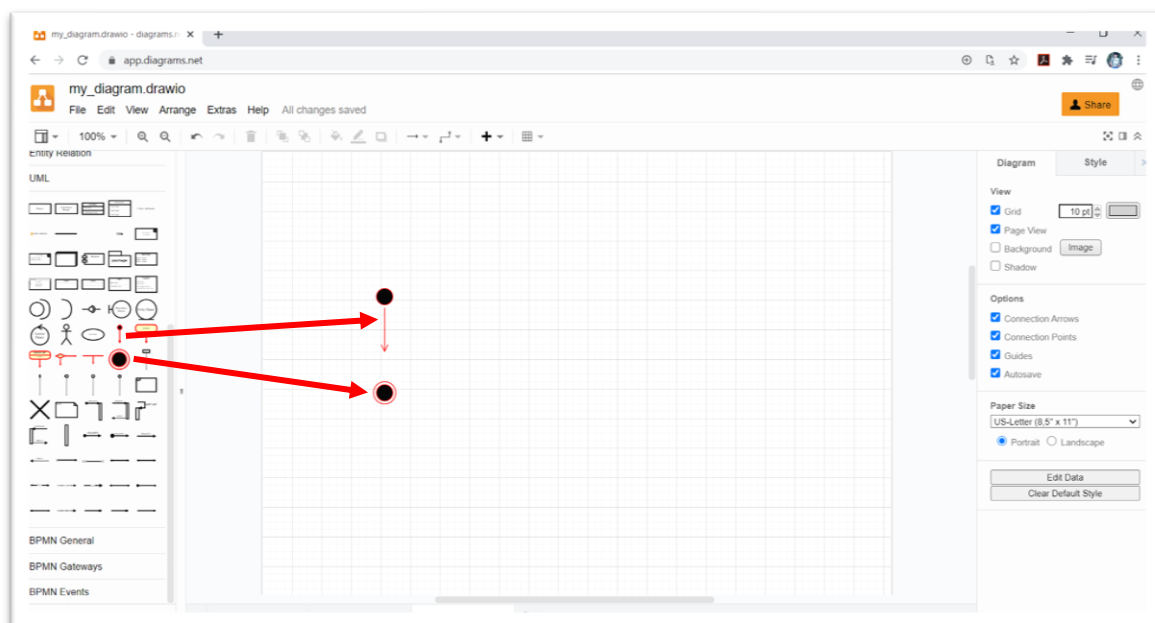 my_diagram.drawio - diagrams.n
app.diagrams.net
my_diagram.drawio
File Edit View Arrange Extras Help All changes saved
Share
100%
Entity Relation
UML
BPMN General
BPMN Gateways
BPMN Events
Diagram Style
View
Grid 10 pt
Page View
Background Image
Shadow
Options
Connection Arrows
Connection Points
Guides
Autosave
Paper Size
US-Letter (8,5" x 11")
Portrait Landscape
Edit Data
Clear Default Style